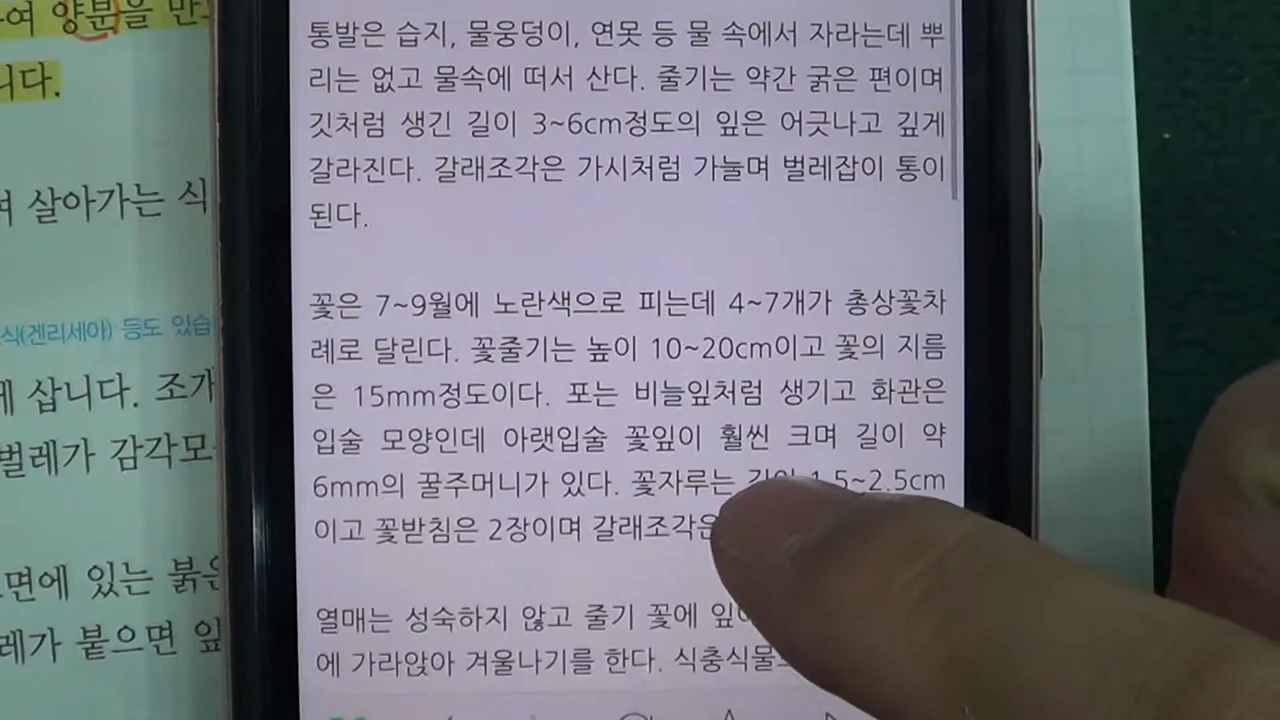 여 양분을 만
니다.
여 살아가는 식
식(겐리세아) 등도 있습
게 삽니다. 조개
벌레가 감각모
면에 있는 붉은
레가 붙으면 잎
통발은 습지, 물웅덩이, 연못 등 물 속에서 자라는데 뿌
리는 없고 물속에 떠서 산다. 줄기는 약간 굵은 편이며
깃처럼 생긴 길이 3~6cm정도의 잎은 어긋나고 깊게
갈라진다. 갈래조각은 가시처럼 가늘며 벌레잡이 통이
된다.
꽃은 7~9월에 노란색으로 피는데 4~7개가 총상꽃차
례로 달린다. 꽃줄기는 높이 10~20cm이고 꽃의 지름
은 15mm정도이다. 포는 비늘잎처럼 생기고 화관은
입술 모양인데 아랫입술 꽃잎이 훨씬 크며 길이 약
6mm의 꿀주머니가 있다. 꽃자루는 길이 1.5~2.5cm
이고 꽃받침은 2장이며 갈래조각은
열매는 성숙하지 않고 줄기 꽃에 잎이
에 가라앉아 겨울나기를 한다. 식충식물